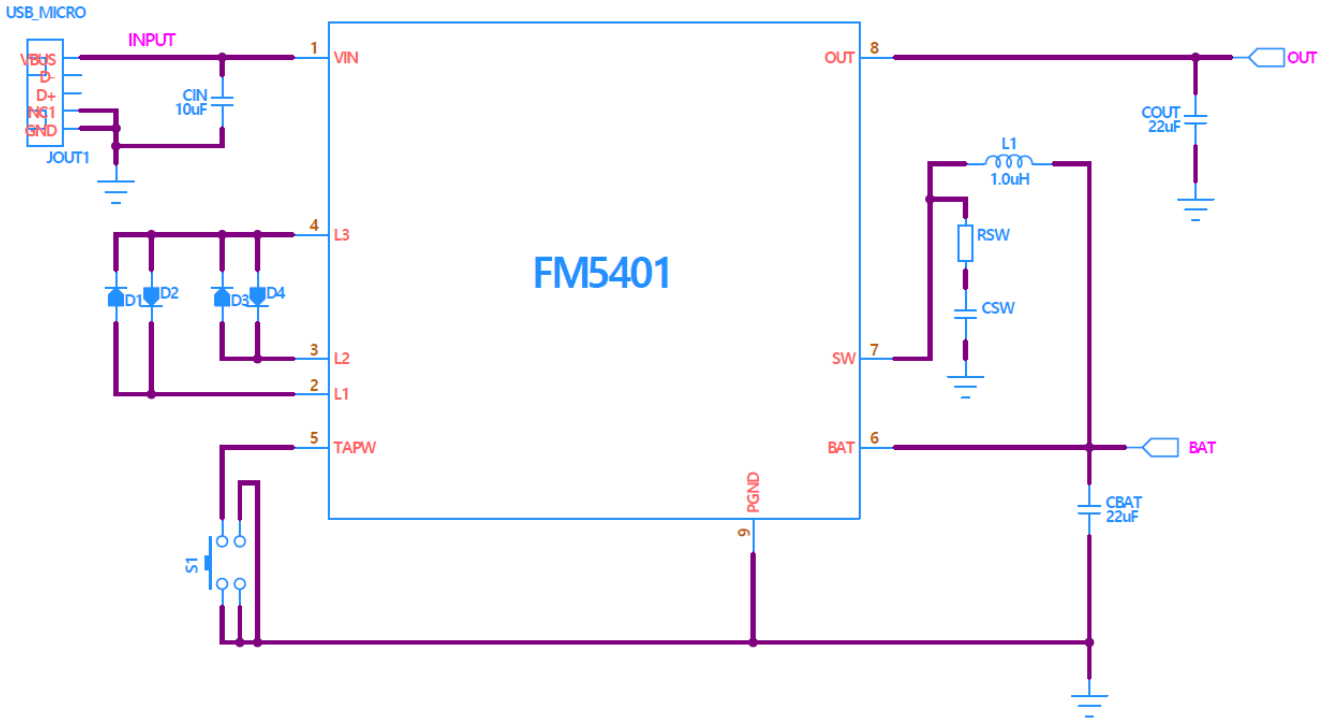 USB_MICRO
INPUT
VBUS
D-
D+
NC1
GND
JOUT1
CIN
10uF
1
VIN
OUT
8
OUT
COUT
22uF
L1
1.0uH
4
L3
RSW
FM5401
D1
D2
D3
D4
CSW
3
L2
SW
7
2
L1
5
TAPW
BAT
6
BAT
PGND
9
CBAT
22uF
S1